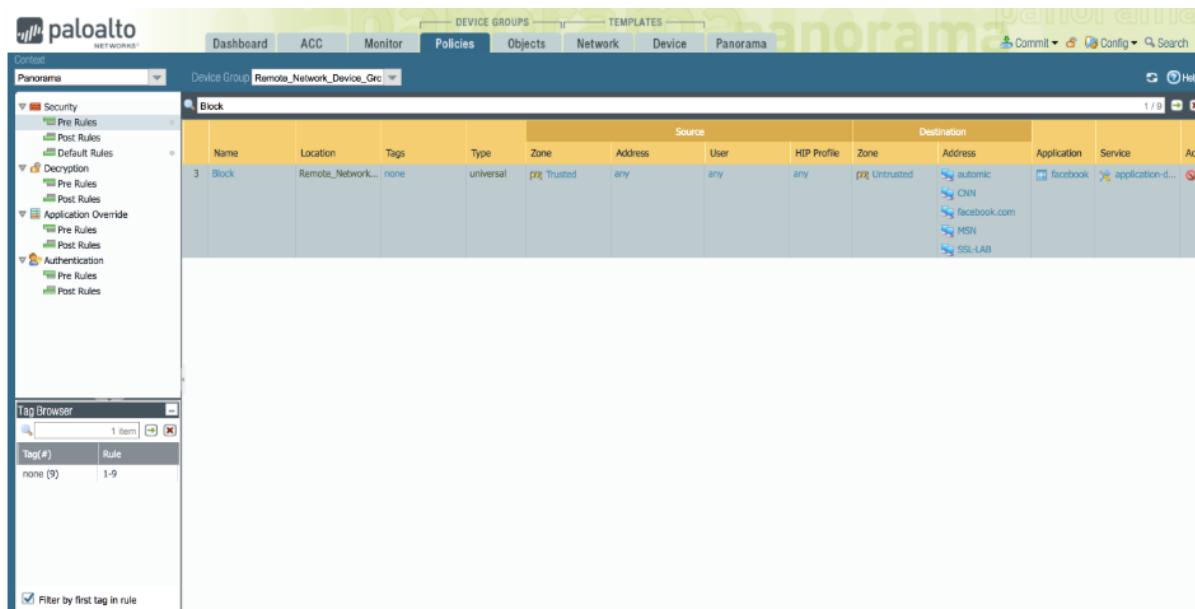 paloalto
NETWORKS
DEVICE GROUPS
TEMPLATES
Dashboard ACC Monitor Policies Objects Network Device Panorama
Commit Config Search
Context
Panorama
Device Group Remote_Network_Device_Grc
Hel
Security
Pre Rules
Post Rules
Default Rules
Decryption
Pre Rules
Post Rules
Application Override
Pre Rules
Post Rules
Authentication
Pre Rules
Post Rules
Block
1 / 9
Source
Destination
Name Location Tags Type Zone Address User HIP Profile Zone Address Application Service Ac
3 Block Remote_Network... none universal Trusted any any any Untrusted automic facebook application-d...
CNN
facebook.com
MSN
SSL-LAB
Tag Browser
1 item
Tag(#) Rule
none (9) 1-9
Filter by first tag in rule